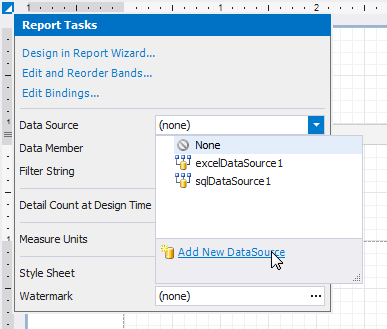 1 1 2
Report Tasks
Design in Report Wizard...
Edit and Reorder Bands...
Edit Bindings...
Data Source (none)
Data Member None
excelDataSource1
Filter String sqlDataSource1
Detail Count at Design Time
Measure Units
Add New DataSource
Style Sheet
Watermark (none) ...